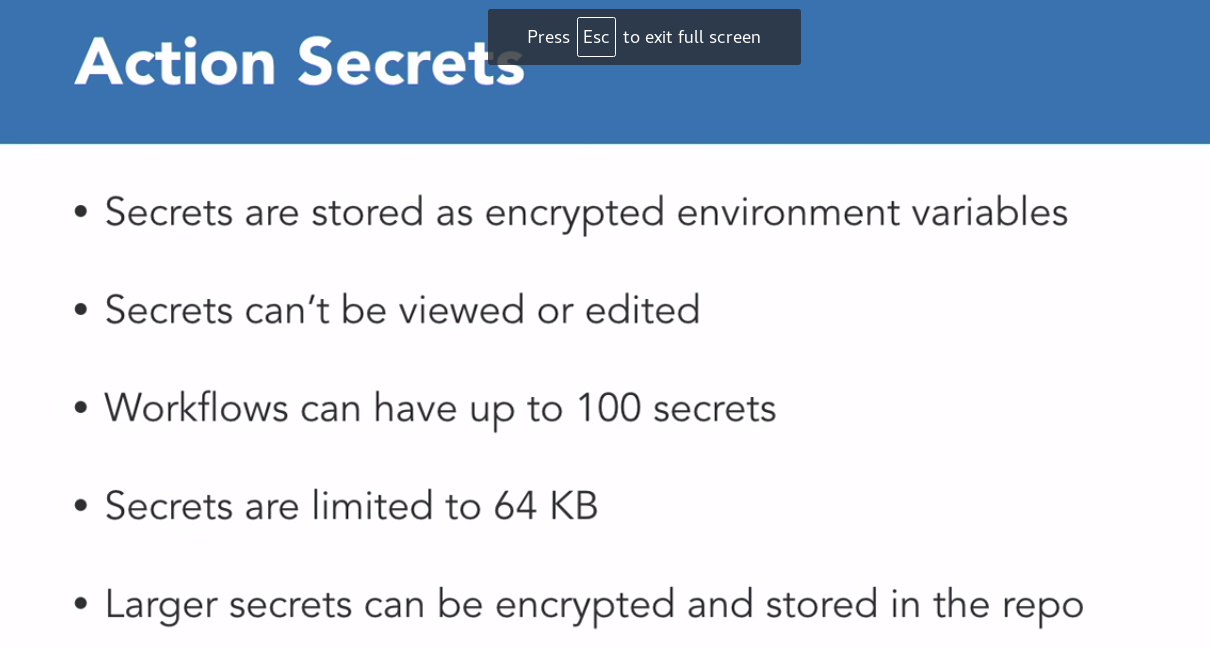 Press Esc to exit full screen
Action Secrets
• Secrets are stored as encrypted environment variables
• Secrets can’t be viewed or edited
• Workflows can have up to 100 secrets
• Secrets are limited to 64 KB
• Larger secrets can be encrypted and stored in the repo